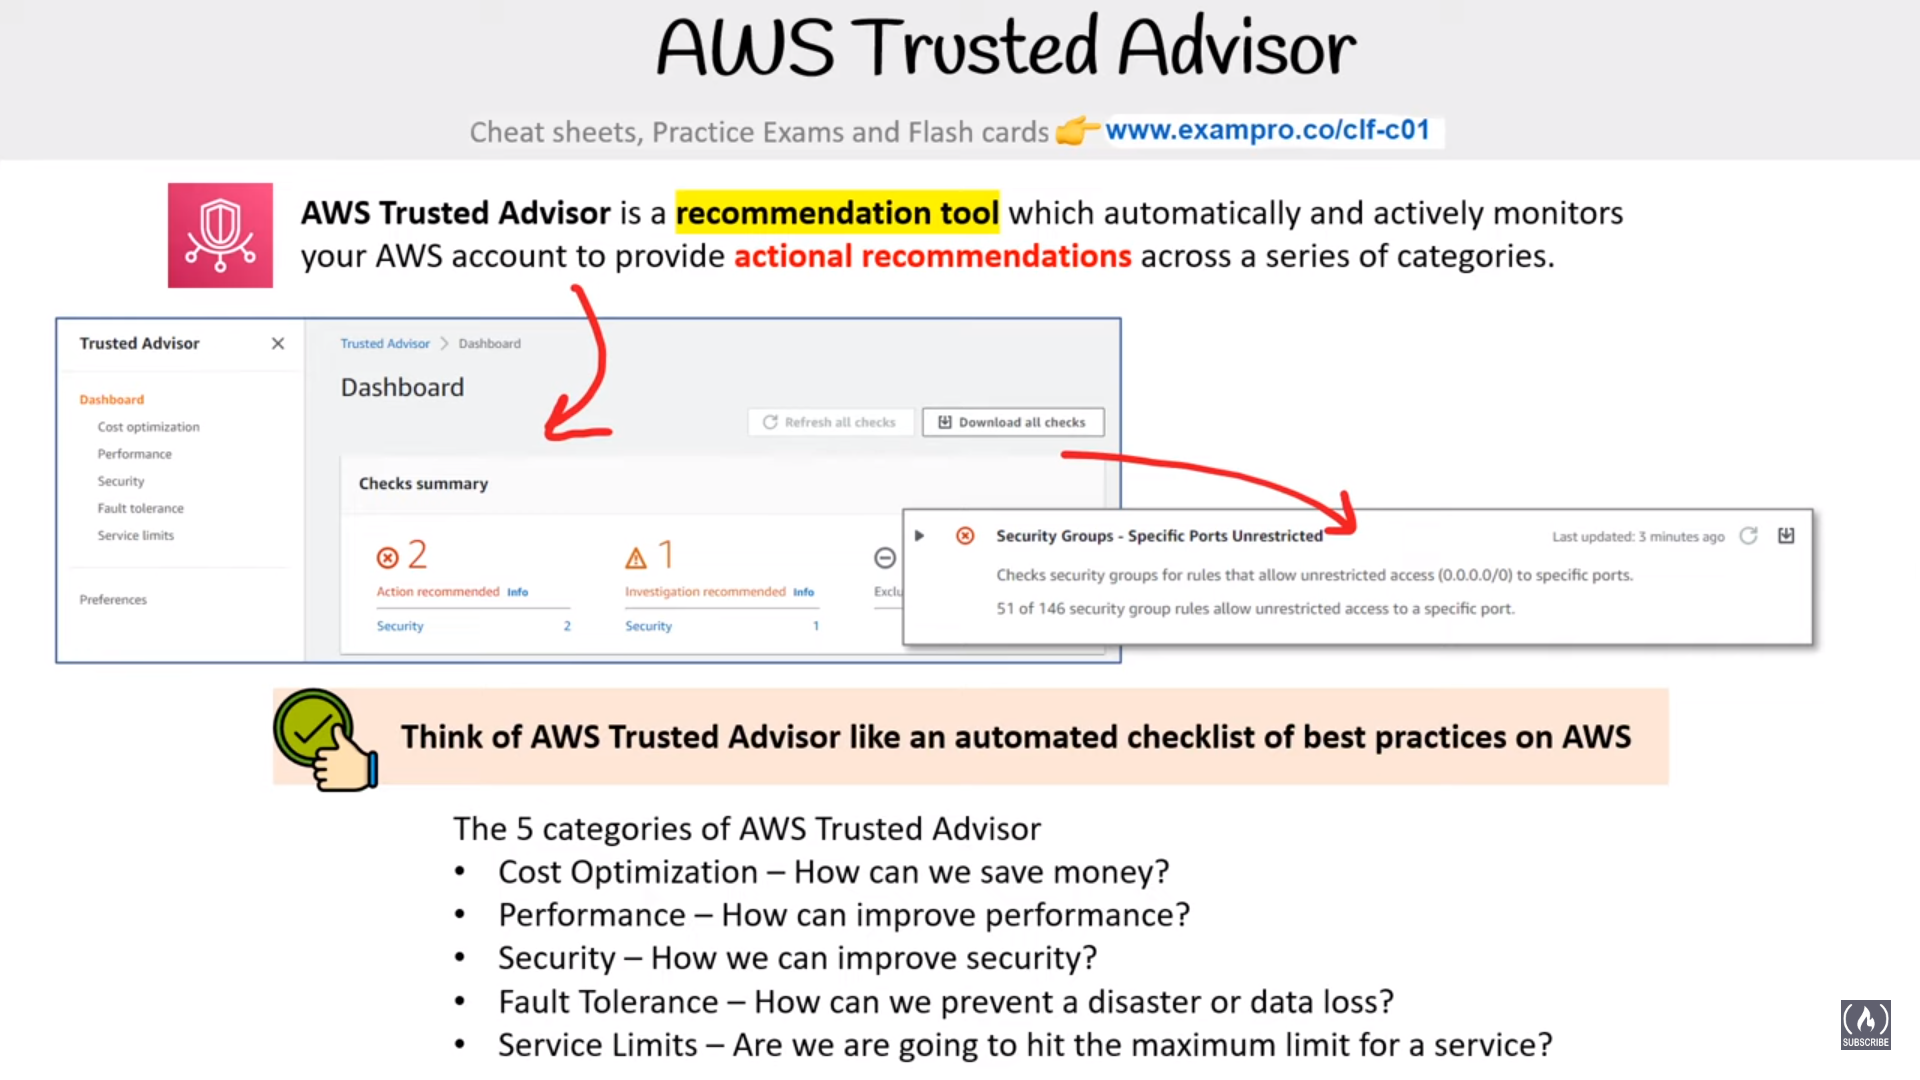 AWS Trusted Advisor
Cheat sheets, Practice Exams and Flash cards 👉 www.exampro.co/clf-c01
AWS Trusted Advisor is a recommendation tool which automatically and actively monitors
your AWS account to provide actional recommendations across a series of categories.
Trusted Advisor
Dashboard
Cost optimization
Performance
Security
Fault tolerance
Service limits
Preferences
Trusted Advisor > Dashboard
Dashboard
Refresh all checks
Download all checks
Checks summary
2
Action recommended Info
Security 2
1
Investigation recommended Info
Security 1
Exclu
Security Groups - Specific Ports Unrestricted
Last updated: 3 minutes ago
Checks security groups for rules that allow unrestricted access (0.0.0.0/0) to specific ports.
51 of 146 security group rules allow unrestricted access to a specific port.
Think of AWS Trusted Advisor like an automated checklist of best practices on AWS
The 5 categories of AWS Trusted Advisor
• Cost Optimization – How can we save money?
• Performance – How can improve performance?
• Security – How we can improve security?
• Fault Tolerance – How can we prevent a disaster or data loss?
• Service Limits – Are we are going to hit the maximum limit for a service?
SUBSCRIBE